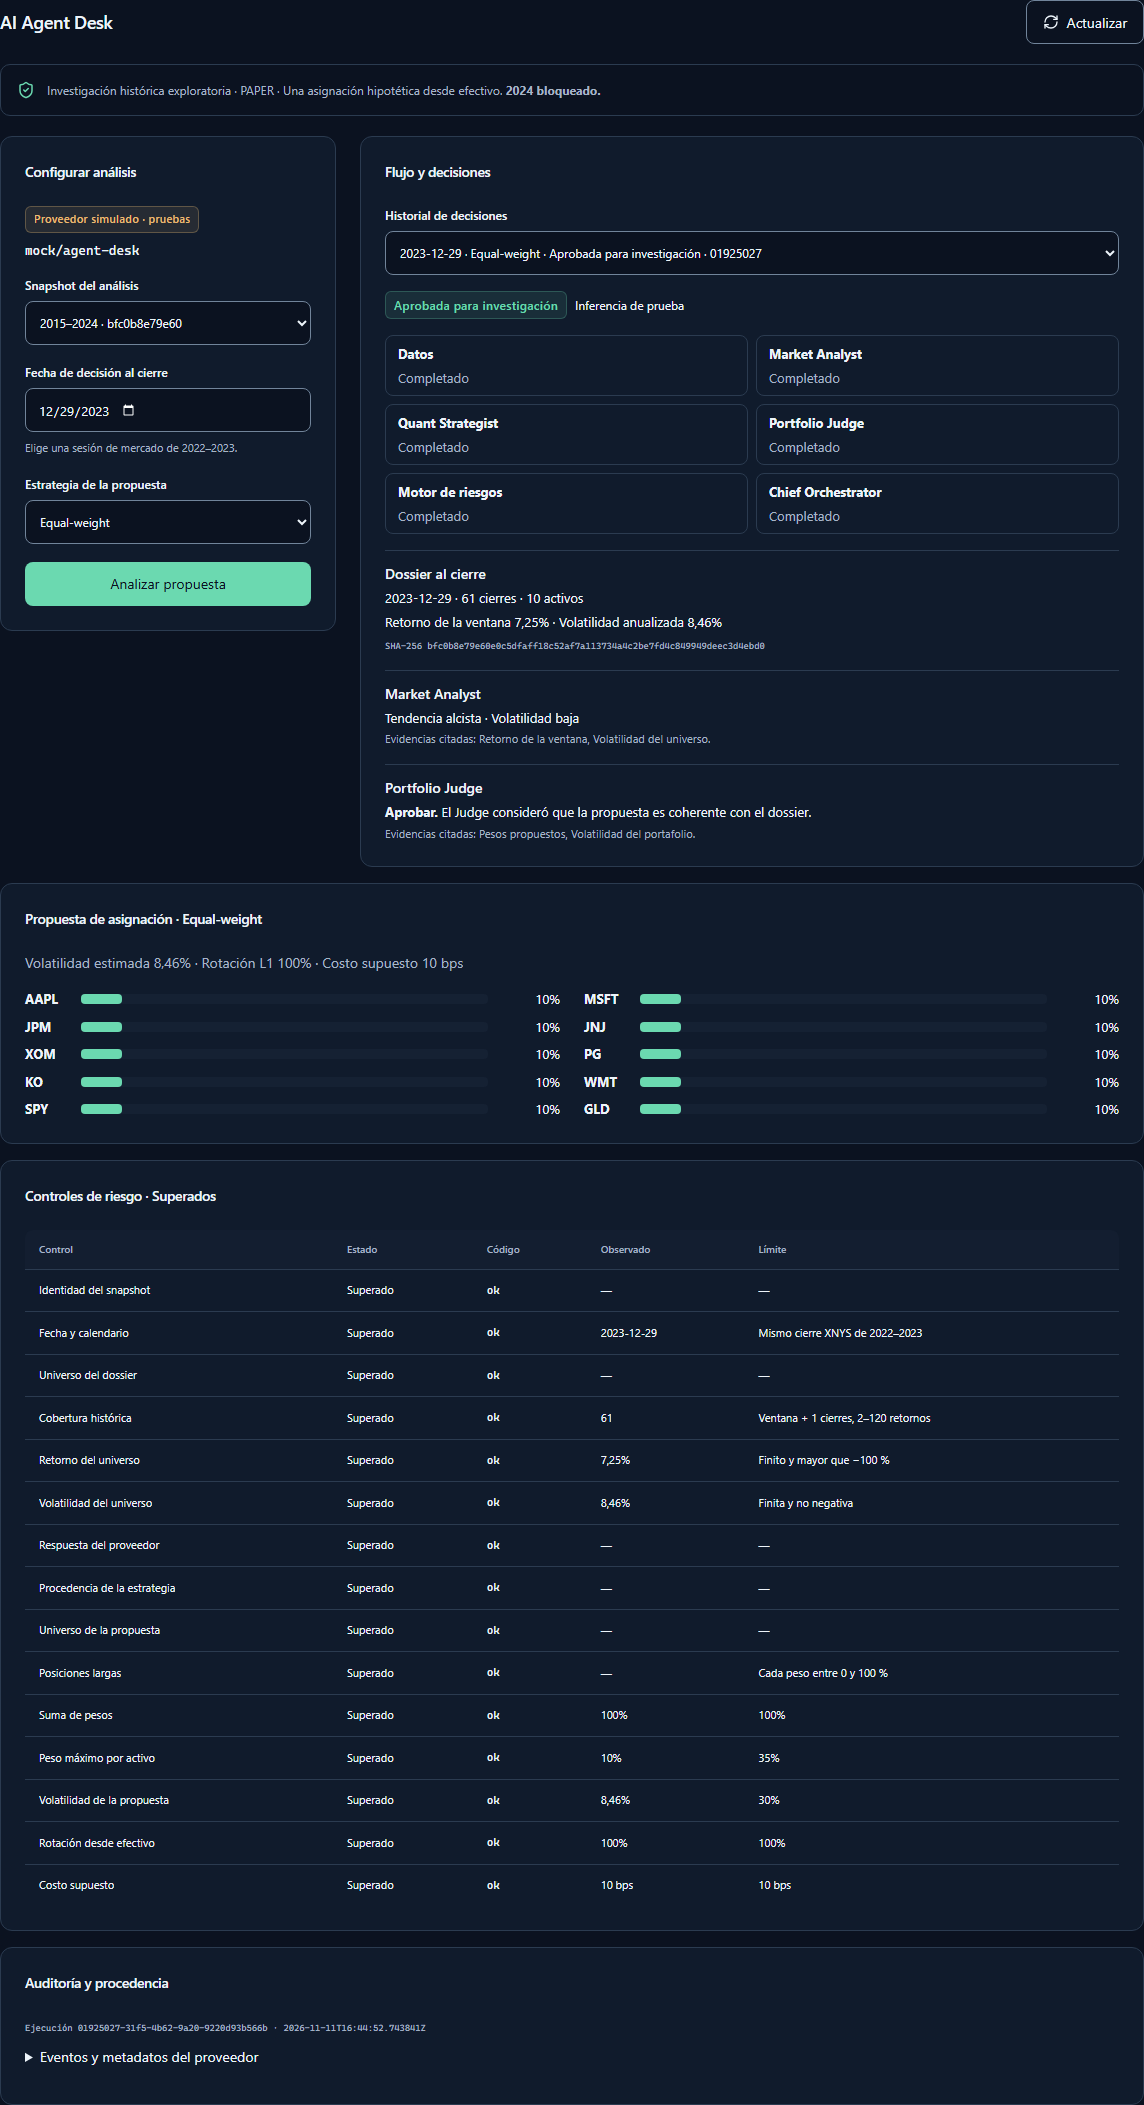 AI Agent Desk
Actualizar
Investigación histórica exploratoria · PAPER · Una asignación hipotética desde efectivo. 2024 bloqueado.
Configurar análisis
Proveedor simulado · pruebas
mock/agent-desk
Snapshot del análisis
2015–2024 · bfc0b8e79e60
Fecha de decisión al cierre
12/29/2023
Elige una sesión de mercado de 2022–2023.
Estrategia de la propuesta
Equal-weight
Analizar propuesta
Flujo y decisiones
Historial de decisiones
2023-12-29 · Equal-weight · Aprobada para investigación · 01925027
Aprobada para investigación Inferencia de prueba
Datos
Completado
Market Analyst
Completado
Quant Strategist
Completado
Portfolio Judge
Completado
Motor de riesgos
Completado
Chief Orchestrator
Completado
Dossier al cierre
2023-12-29 · 61 cierres · 10 activos
Retorno de la ventana 7,25% · Volatilidad anualizada 8,46%
SHA-256 bfc0b8e79e60e0c5dfaff18c52af7a113734a4c2be7fd4c849949deec3d4ebd0
Market Analyst
Tendencia alcista · Volatilidad baja
Evidencias citadas: Retorno de la ventana, Volatilidad del universo.
Portfolio Judge
Aprobar. El Judge consideró que la propuesta es coherente con el dossier.
Evidencias citadas: Pesos propuestos, Volatilidad del portafolio.
Propuesta de asignación · Equal-weight
Volatilidad estimada 8,46% · Rotación L1 100% · Costo supuesto 10 bps
AAPL 10% MSFT 10%
JPM 10% JNJ 10%
XOM 10% PG 10%
KO 10% WMT 10%
SPY 10% GLD 10%
Controles de riesgo · Superados
Control Estado Código Observado Límite
Identidad del snapshot Superado ok — —
Fecha y calendario Superado ok 2023-12-29 Mismo cierre XNYS de 2022–2023
Universo del dossier Superado ok — —
Cobertura histórica Superado ok 61 Ventana + 1 cierres, 2–120 retornos
Retorno del universo Superado ok 7,25% Finito y mayor que −100 %
Volatilidad del universo Superado ok 8,46% Finita y no negativa
Respuesta del proveedor Superado ok — —
Procedencia de la estrategia Superado ok — —
Universo de la propuesta Superado ok — —
Posiciones largas Superado ok — Cada peso entre 0 y 100 %
Suma de pesos Superado ok 100% 100%
Peso máximo por activo Superado ok 10% 35%
Volatilidad de la propuesta Superado ok 8,46% 30%
Rotación desde efectivo Superado ok 100% 100%
Costo supuesto Superado ok 10 bps 10 bps
Auditoría y procedencia
Ejecución 01925027-31f5-4b62-9a20-9220d93b566b · 2026-11-11T16:44:52.743841Z
Eventos y metadatos del proveedor